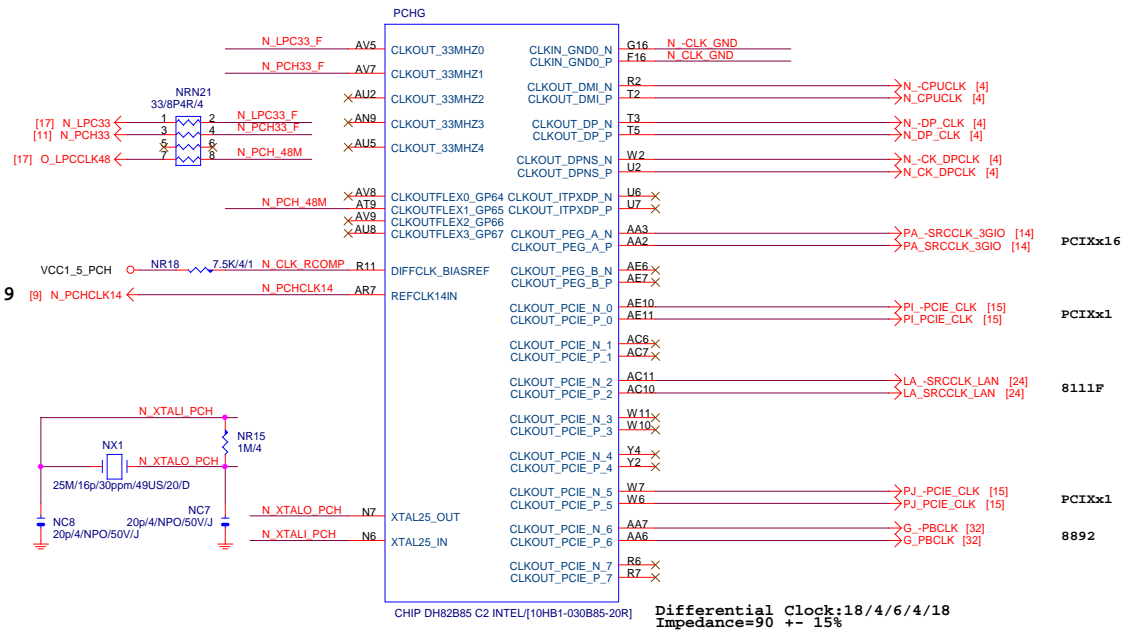 PCHG
N_LPC33_F AV5 CLKOUT_33MHZ0 CLKIN_GND0_N G16 N_-CLK_GND
CLKIN_GND0_P F16 N_CLK_GND
N_PCH33_F AV7 CLKOUT_33MHZ1
CLKOUT_DMI_N R2 N_-CPUCLK [4]
AU2 CLKOUT_33MHZ2 CLKOUT_DMI_P T2 N_CPUCLK [4]
NRN21
33/8P4R/4
[17] N_LPC33 1 2 N_LPC33_F AN9 CLKOUT_33MHZ3 CLKOUT_DP_N T3 N_-DP_CLK [4]
[11] N_PCH33 3 4 N_PCH33_F CLKOUT_DP_P T5 N_DP_CLK [4]
5 6 AU5 CLKOUT_33MHZ4
[17] O_LPCCLK48 7 8 N_PCH_48M CLKOUT_DPNS_N W2 N_-CK_DPCLK [4]
CLKOUT_DPNS_P U2 N_CK_DPCLK [4]
AV8 CLKOUTFLEX0_GP64 CLKOUT_ITPXDP_N U6
N_PCH_48M AT9 CLKOUTFLEX1_GP65 CLKOUT_ITPXDP_P U7
AV9 CLKOUTFLEX2_GP66
AU8 CLKOUTFLEX3_GP67 CLKOUT_PEG_A_N AA3 PA_-SRCCLK_3GIO [14]
CLKOUT_PEG_A_P AA2 PA_SRCCLK_3GIO [14] PCIXx16
VCC1_5_PCH NR18 7.5K/4/1 N_CLK_RCOMP R11 DIFFCLK_BIASREF CLKOUT_PEG_B_N AE6
CLKOUT_PEG_B_P AE7
9 [9] N_PCHCLK14 N_PCHCLK14 AR7 REFCLK14IN
CLKOUT_PCIE_N_0 AE10 PI_-PCIE_CLK [15]
CLKOUT_PCIE_P_0 AE11 PI_PCIE_CLK [15] PCIXx1
CLKOUT_PCIE_N_1 AC6
CLKOUT_PCIE_P_1 AC7
CLKOUT_PCIE_N_2 AC11 LA_-SRCCLK_LAN [24]
CLKOUT_PCIE_P_2 AC10 LA_SRCCLK_LAN [24] 8111F
N_XTALI_PCH
CLKOUT_PCIE_N_3 W11
CLKOUT_PCIE_P_3 W10
NR15
1M/4
NX1
N_XTALO_PCH
CLKOUT_PCIE_N_4 Y4
CLKOUT_PCIE_P_4 Y2
25M/16p/30ppm/49US/20/D
CLKOUT_PCIE_N_5 W7 PJ_-PCIE_CLK [15]
CLKOUT_PCIE_P_5 W6 PJ_PCIE_CLK [15] PCIXx1
NC8
20p/4/NPO/50V/J
NC7
20p/4/NPO/50V/J
N_XTALO_PCH N7 XTAL25_OUT
CLKOUT_PCIE_N_6 AA7 G_-PBCLK [32]
N_XTALI_PCH N6 XTAL25_IN CLKOUT_PCIE_P_6 AA6 G_PBCLK [32] 8892
CLKOUT_PCIE_N_7 R6
CLKOUT_PCIE_P_7 R7
CHIP DH82B85 C2 INTEL/[10HB1-030B85-20R]
Differential Clock:18/4/6/4/18
Impedance=90 +- 15%